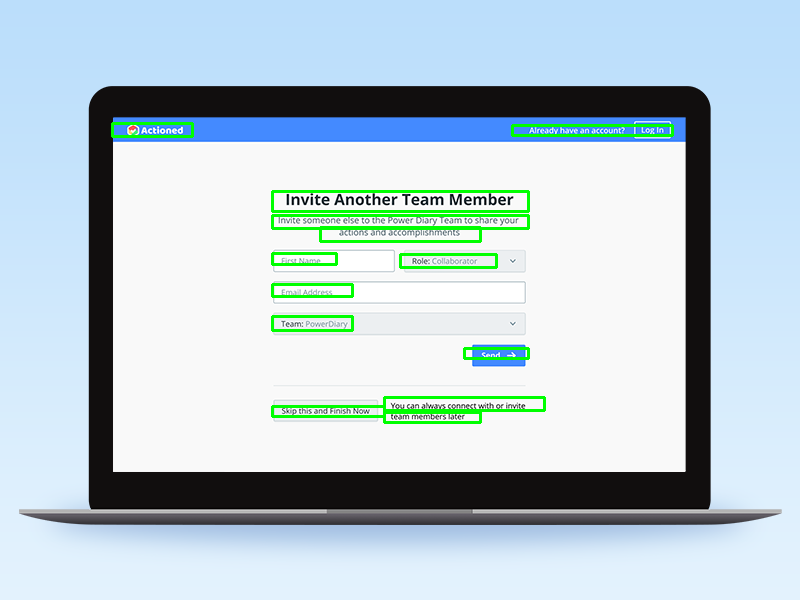 Actioned
Already have an account? Log In
Invite Another Team Member
Invite someone else to the Power Diary Team to share your
actions and accomplishments
First Name
Role: Collaborator
Email Address
Team: PowerDiary
Send →
Skip this and Finish Now
You can always connect with or invite
team members later